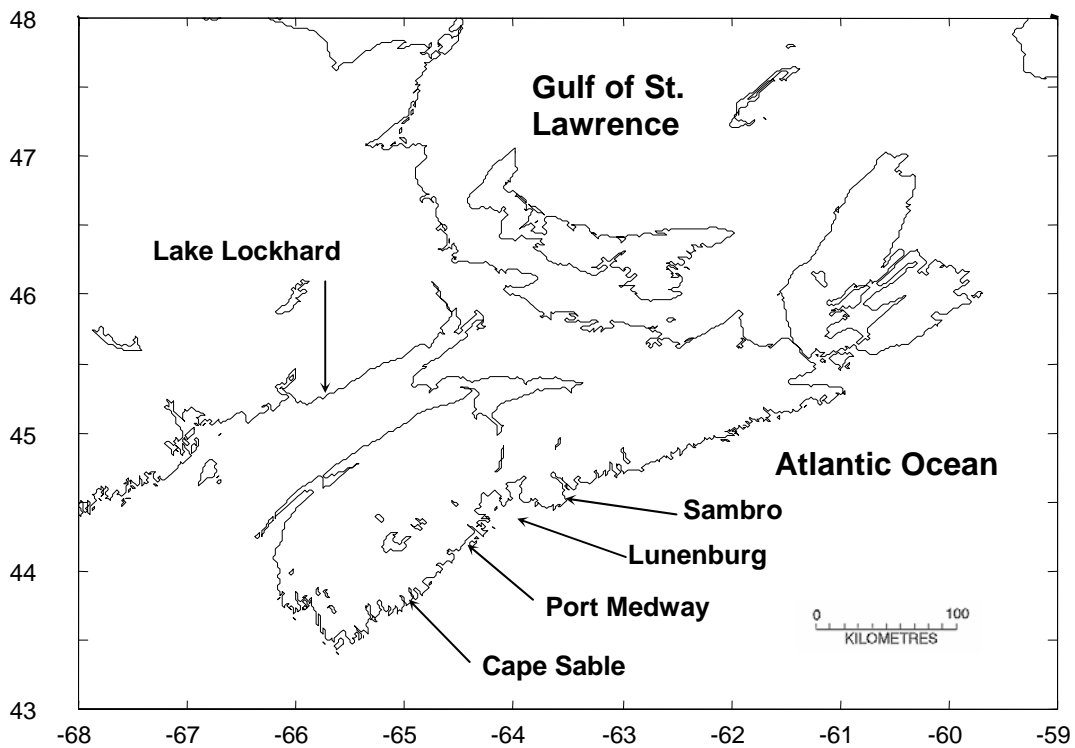 48
47
46
45
44
43
Gulf of St.
Lawrence
Lake Lockhard
Atlantic Ocean
Sambro
Lunenburg
Port Medway
Cape Sable
0 100
KILOMETRES
-68 -67 -66 -65 -64 -63 -62 -61 -60 -59